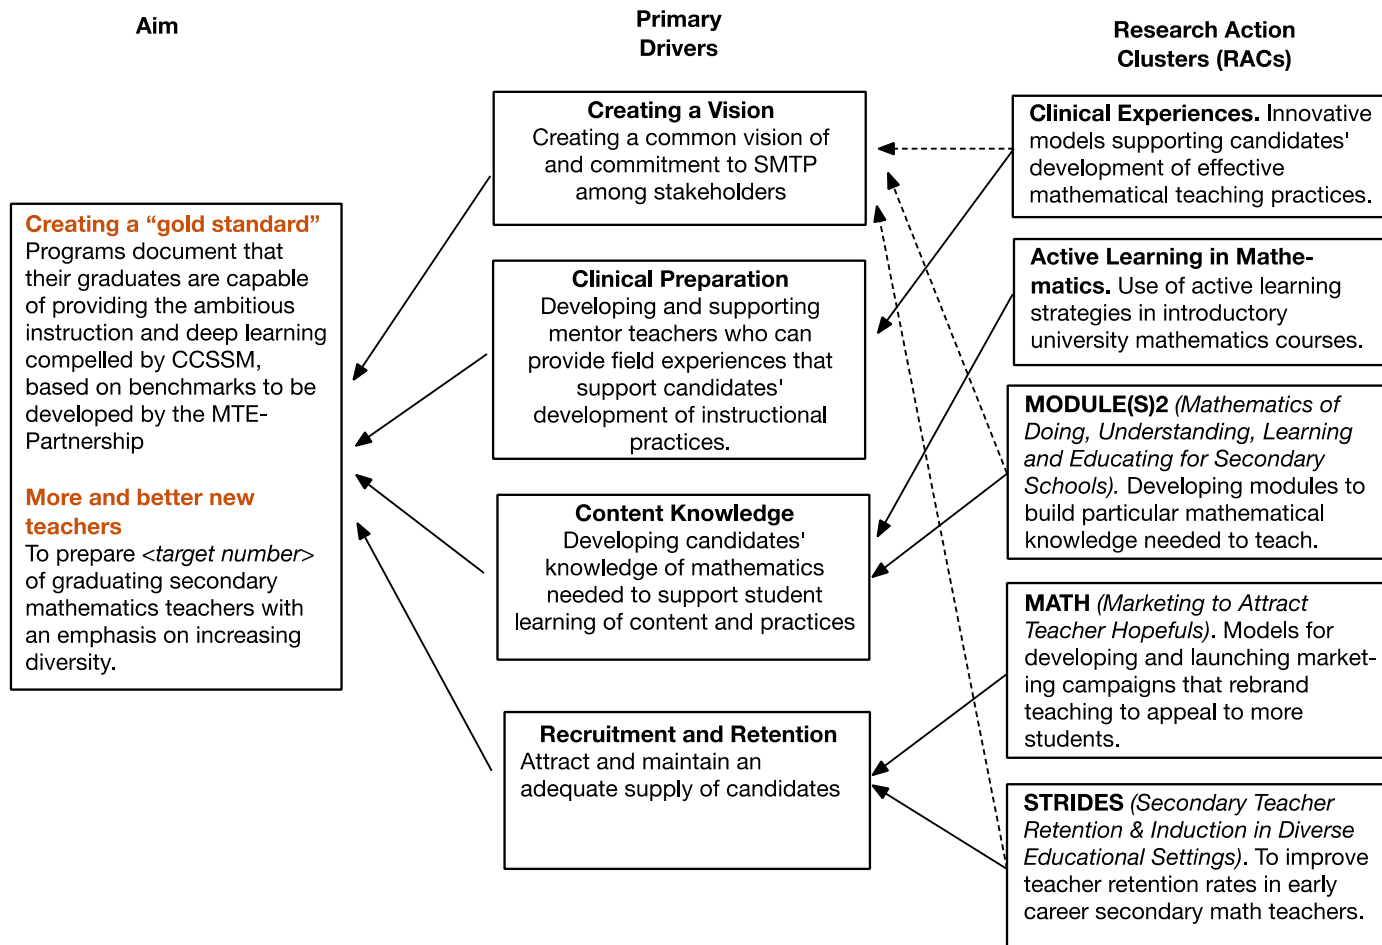 Aim
Primary
Drivers
Research Action
Clusters (RACs)
Creating a “gold standard”
Programs document that
their graduates are capable
of providing the ambitious
instruction and deep learning
compelled by CCSSM,
based on benchmarks to be
developed by the MTE-
Partnership
More and better new
teachers
To prepare <target number>
of graduating secondary
mathematics teachers with
an emphasis on increasing
diversity.
Creating a Vision
Creating a common vision of
and commitment to SMTP
among stakeholders
Clinical Preparation
Developing and supporting
mentor teachers who can
provide field experiences that
support candidates'
development of instructional
practices.
Content Knowledge
Developing candidates'
knowledge of mathematics
needed to support student
learning of content and practices
Recruitment and Retention
Attract and maintain an
adequate supply of candidates
Clinical Experiences. Innovative
models supporting candidates'
development of effective
mathematical teaching practices.
Active Learning in Mathe-
matics. Use of active learning
strategies in introductory
university mathematics courses.
MODULE(S)2 (Mathematics of
Doing, Understanding, Learning
and Educating for Secondary
Schools). Developing modules to
build particular mathematical
knowledge needed to teach.
MATH (Marketing to Attract
Teacher Hopefuls). Models for
developing and launching market-
ing campaigns that rebrand
teaching to appeal to more
students.
STRIDES (Secondary Teacher
Retention & Induction in Diverse
Educational Settings). To improve
teacher retention rates in early
career secondary math teachers.